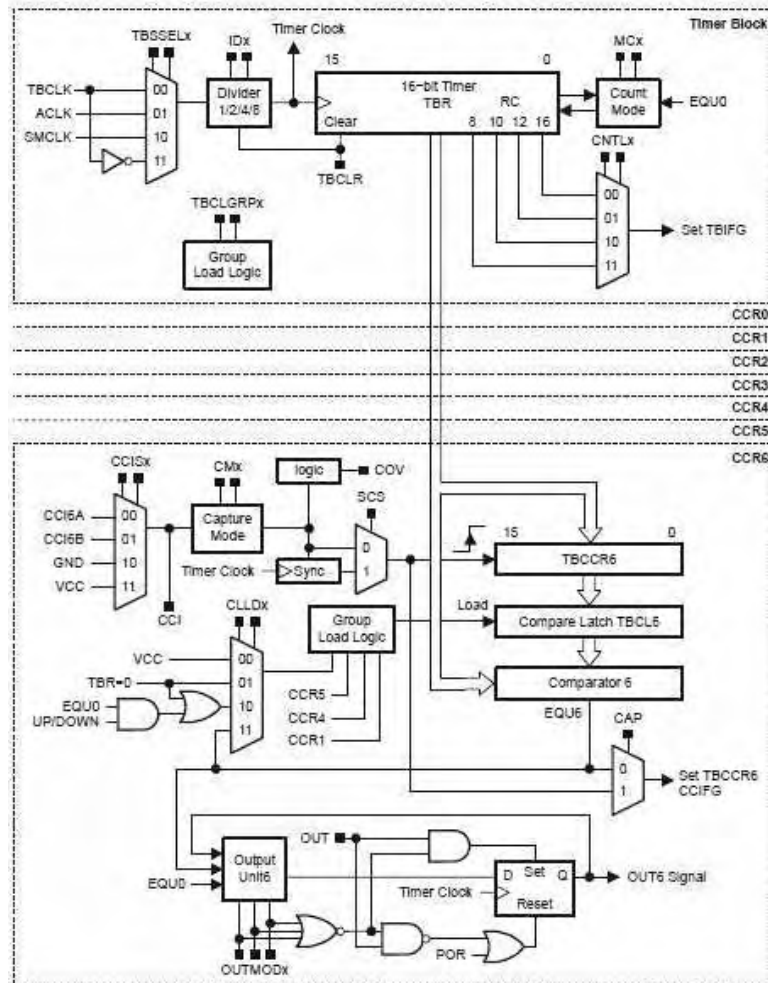 Timer Block
TBSSELx
IDx
Timer Clock
15
0
MCx
TBCLK
ACLK
SMCLK
00
01
10
11
Divider
1/2/4/8
16-bit Timer
TBR
RC
Clear
8 10 12 16
Count
Mode
EQU0
TBCLR
CNTLx
TBCLGRPx
Group
Load Logic
00
01
10
11
Set TBIFG
CCR0
CCR1
CCR2
CCR3
CCR4
CCR5
CCR6
CCISx
CMx
logic
COV
SCS
CCI6A
CCI6B
GND
VCC
00
01
10
11
Capture
Mode
CCI
Timer Clock
Sync
0
1
15
0
TBCCR6
CLLDx
Group
Load Logic
Load
Compare Latch TBCL6
VCC
TBR=0
EQU0
UP/DOWN
00
01
10
11
CCR5
CCR4
CCR1
Comparator 6
EQU6
CAP
0
1
Set TBCCR6
CCIFG
OUT
Output
Unit6
EQU0
Timer Clock
D
Set
Q
Reset
OUT6 Signal
POR
OUTMODx